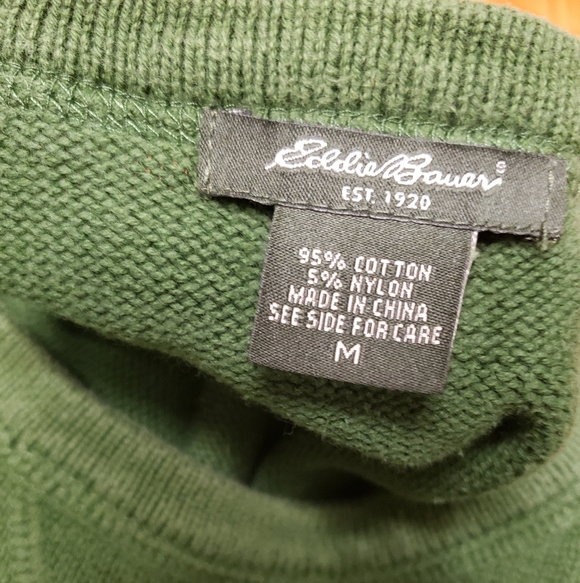 Eddie Bauer®
EST. 1920
95% COTTON
5% NYLON
MADE IN CHINA
SEE SIDE FOR CARE
M